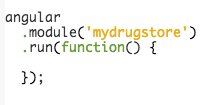 angular
.module('mydrugstore')
.run(function() {
});